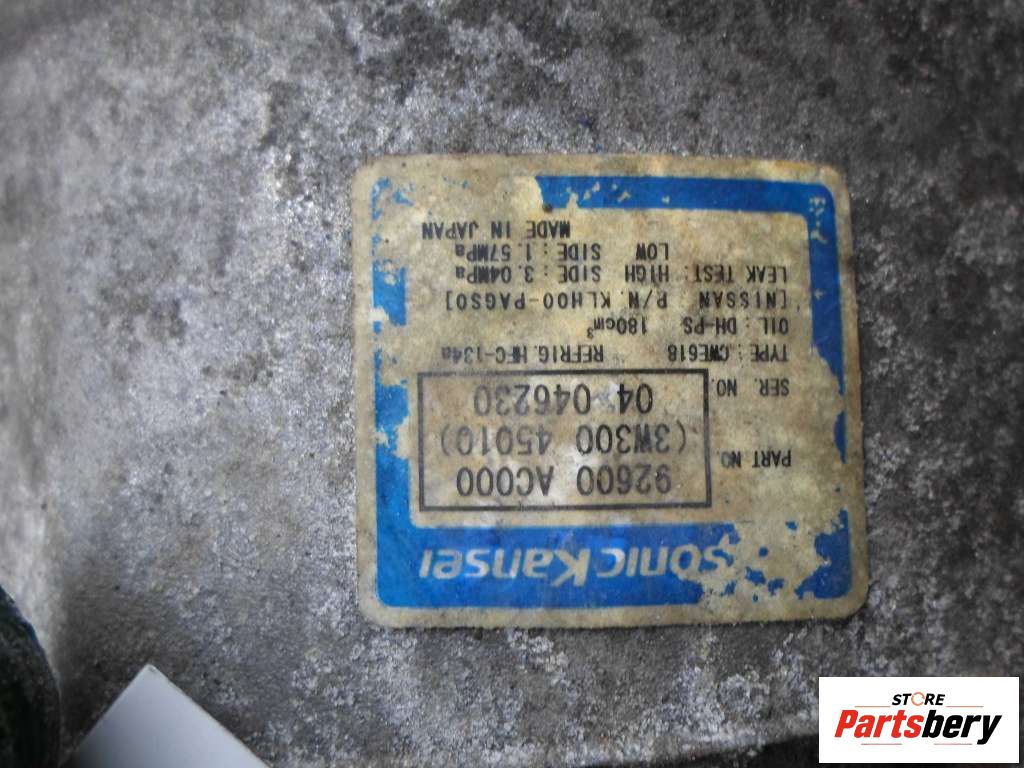 sonic Kansei
PART NO. 92600 AC000
(3W300 45010)
SER. NO. 04 046230
TYPE: CWE618 REFRIG. HFC-134a
OIL: DH-PS 180cm³
[NISSAN P/N. KLH00-PAGS0]
LEAK TEST: HIGH SIDE: 3.04MPa
LOW SIDE: 1.57MPa
MADE IN JAPAN
STORE
Partsbery